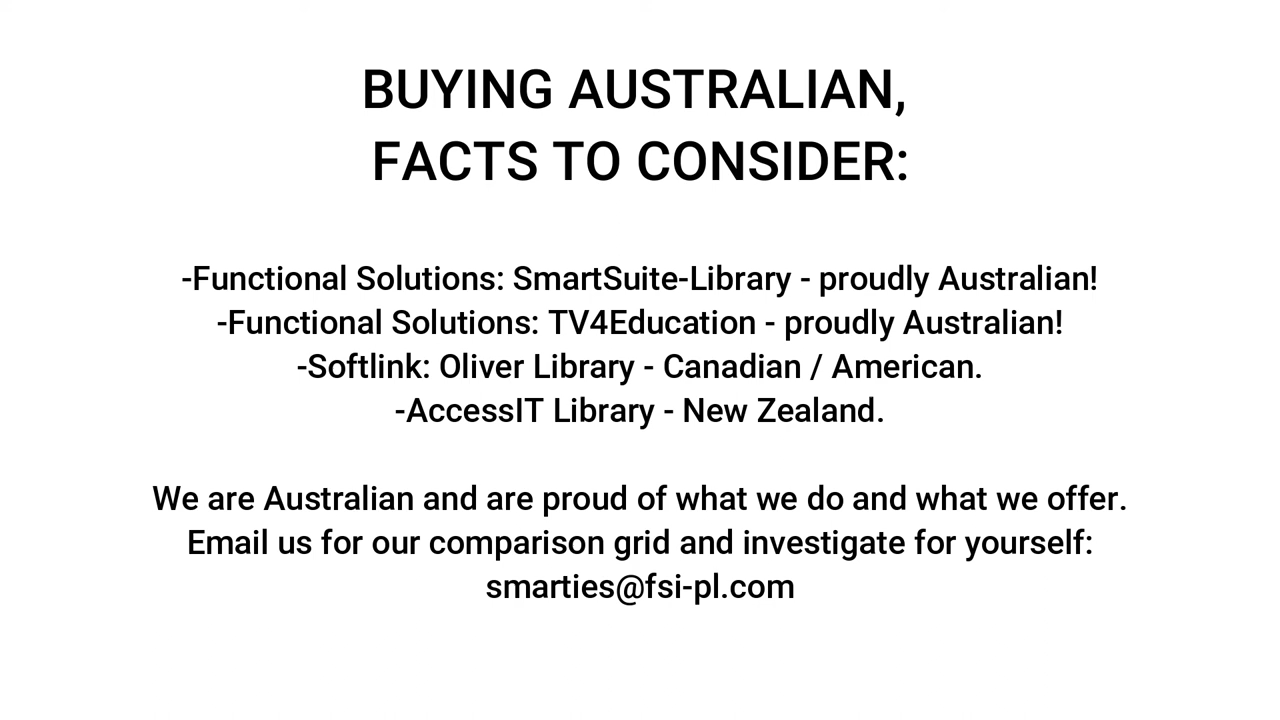 BUYING AUSTRALIAN,
FACTS TO CONSIDER:
-Functional Solutions: SmartSuite-Library - proudly Australian!
-Functional Solutions: TV4Education - proudly Australian!
-Softlink: Oliver Library - Canadian / American.
-AccessIT Library - New Zealand.
We are Australian and are proud of what we do and what we offer.
Email us for our comparison grid and investigate for yourself:
smarties@fsi-pl.com